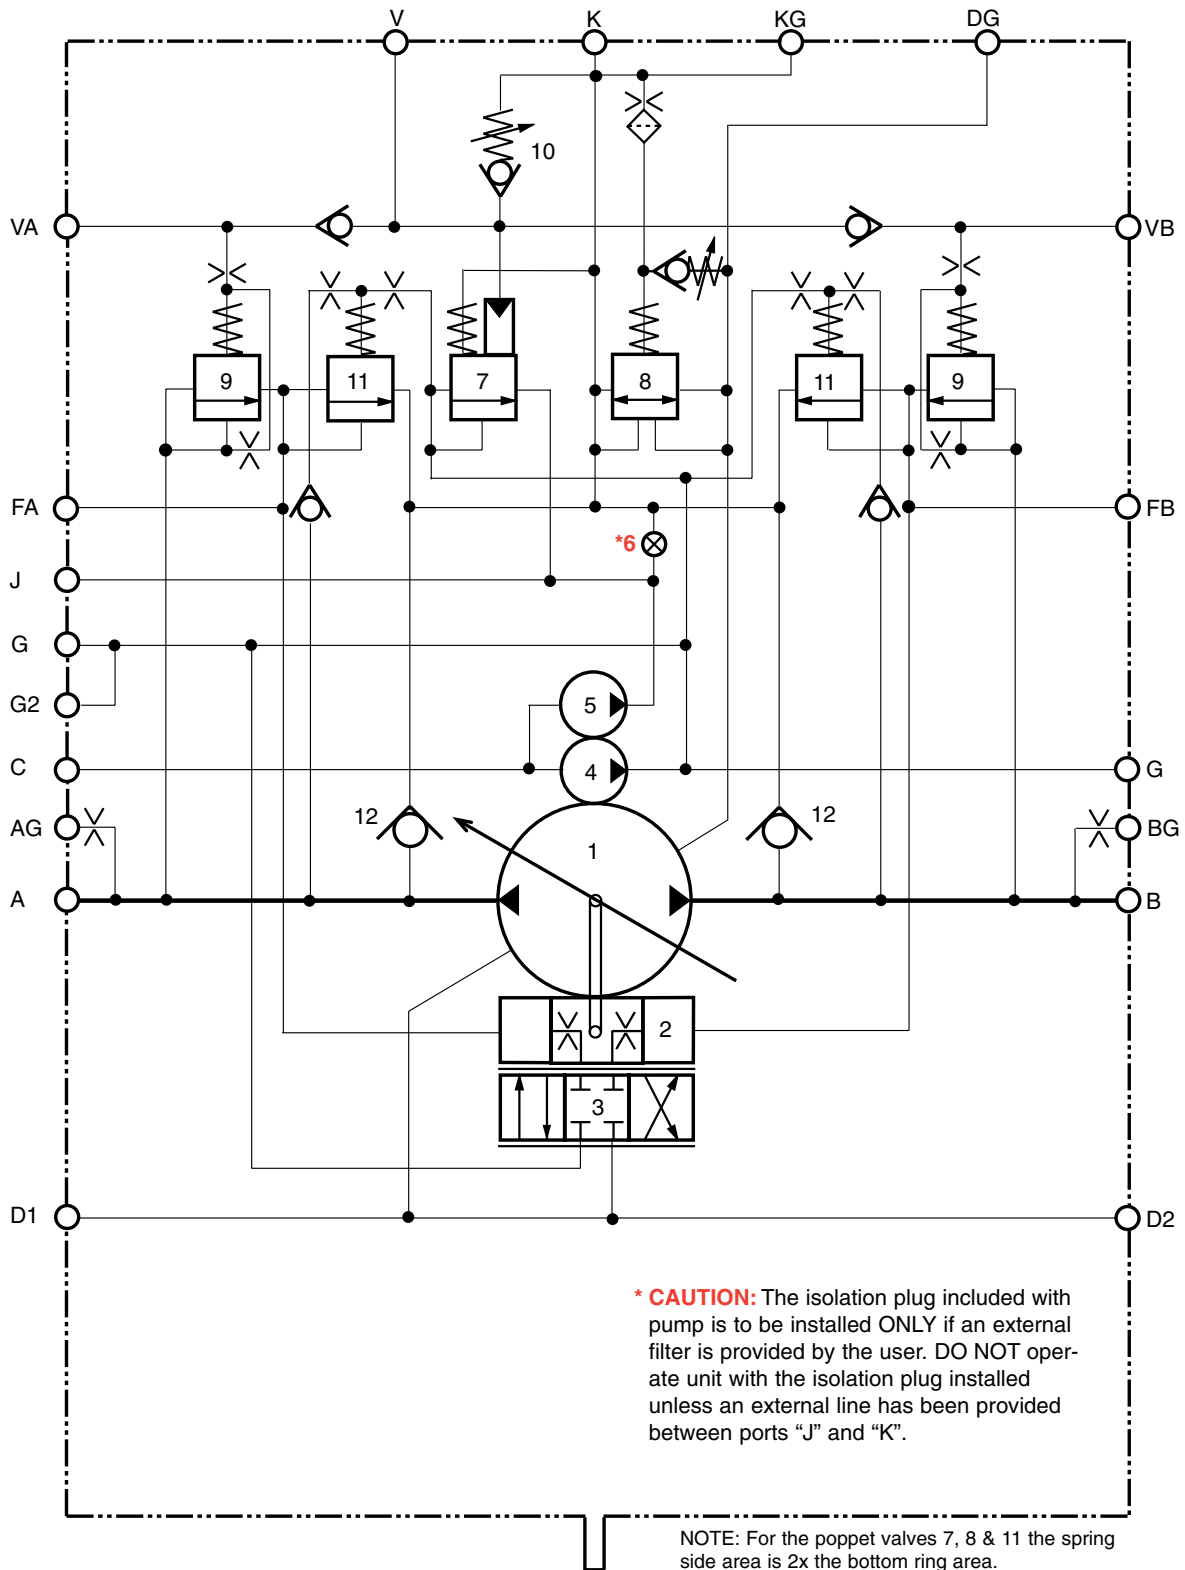 V K KG DG
10
VA VB
9 11 7 8 11 9
FA FB
*6
J
G
G2 5
C 4 G
AG 12 12 BG
1
A B
2
3
D1 D2
* CAUTION: The isolation plug included with
pump is to be installed ONLY if an external
filter is provided by the user. DO NOT oper-
ate unit with the isolation plug installed
unless an external line has been provided
between ports “J” and “K”.
NOTE: For the poppet valves 7, 8 & 11 the spring
side area is 2x the bottom ring area.